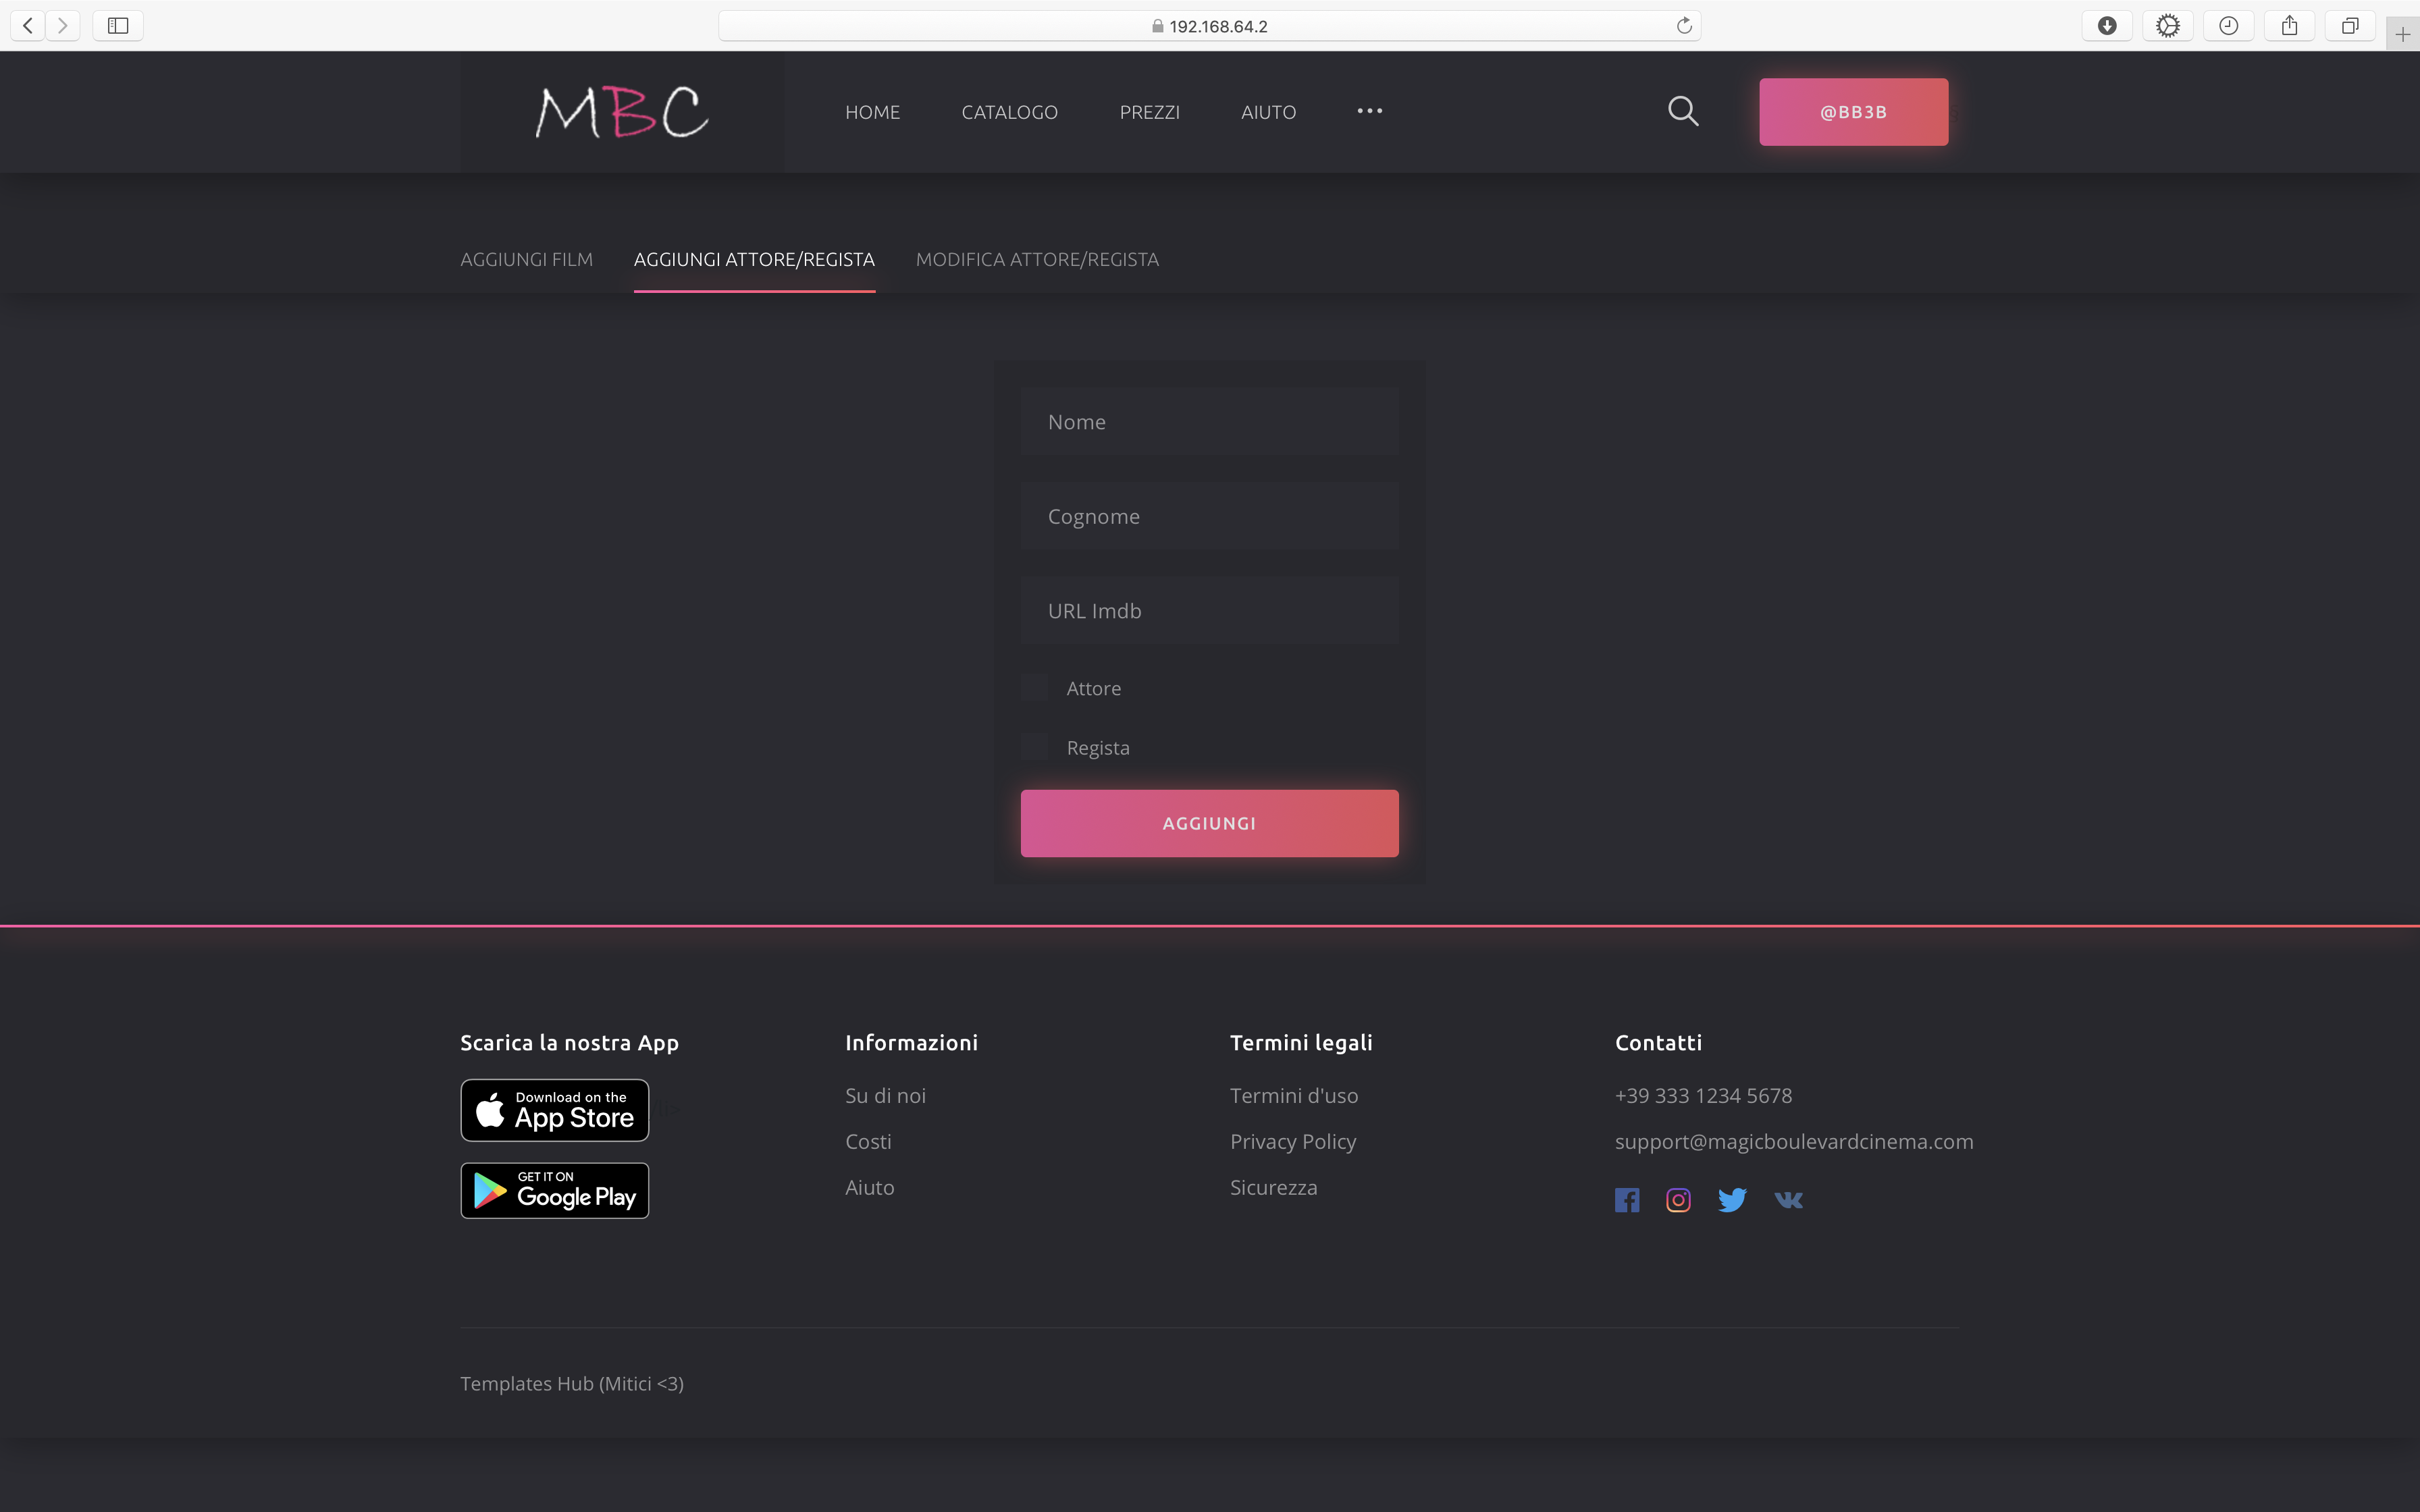 192.168.64.2
MBC
HOME CATALOGO PREZZI AIUTO
@BB3B
AGGIUNGI FILM AGGIUNGI ATTORE/REGISTA MODIFICA ATTORE/REGISTA
Nome
Cognome
URL Imdb
Attore
Regista
AGGIUNGI
Scarica la nostra App
Download on the
App Store
GET IT ON
Google Play
Informazioni
Su di noi
Costi
Aiuto
Termini legali
Termini d'uso
Privacy Policy
Sicurezza
Contatti
+39 333 1234 5678
support@magicboulevardcinema.com
Templates Hub (Mitici <3)